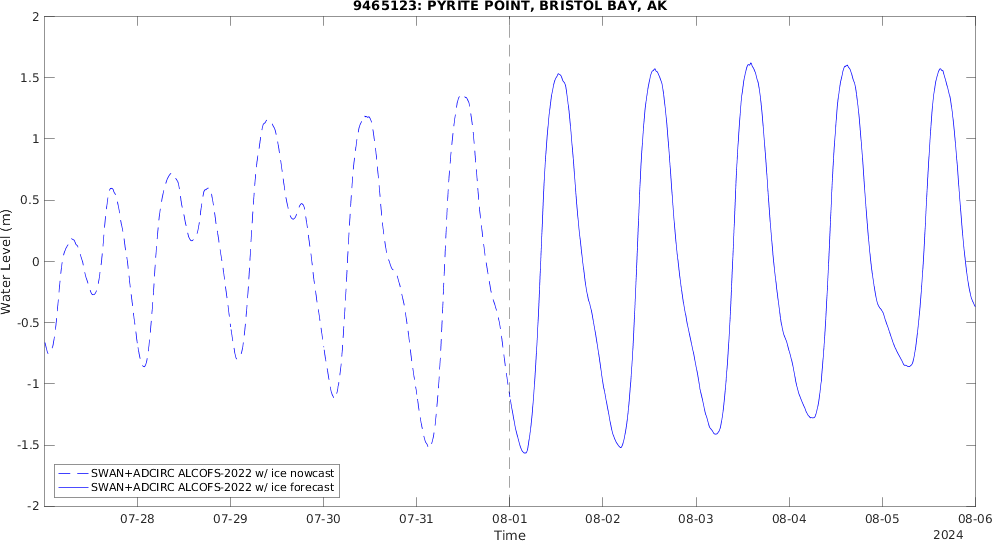 9465123: PYRITE POINT, BRISTOL BAY, AK
Water Level (m)
2
1.5
1
0.5
0
-0.5
-1
-1.5
-2
SWAN+ADCIRC ALCOFS-2022 w/ ice nowcast
SWAN+ADCIRC ALCOFS-2022 w/ ice forecast
07-28 07-29 07-30 07-31 08-01 08-02 08-03 08-04 08-05 08-06
Time
2024